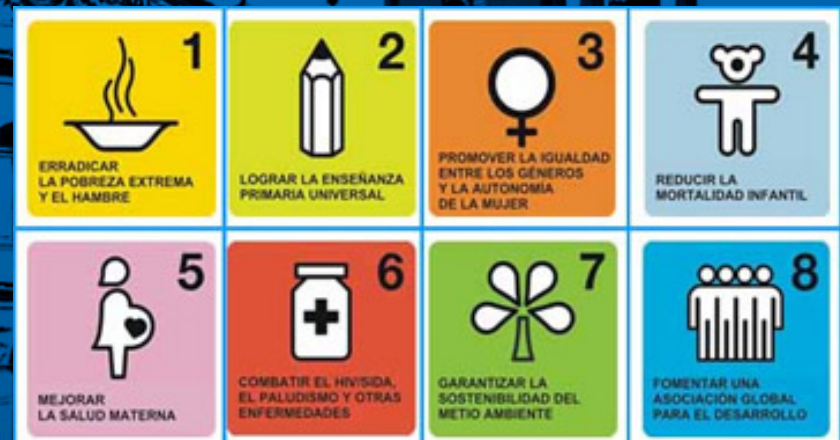 1
ERRADICAR
LA POBREZA EXTREMA
Y EL HAMBRE
2
LOGRAR LA ENSEÑANZA
PRIMARIA UNIVERSAL
3
PROMOVER LA IGUALDAD
ENTRE LOS GÉNEROS
Y LA AUTONOMÍA
DE LA MUJER
4
REDUCIR LA
MORTALIDAD INFANTIL
5
MEJORAR
LA SALUD MATERNA
6
COMBATIR EL HIV/SIDA,
EL PALUDISMO Y OTRAS
ENFERMEDADES
7
GARANTIZAR LA
SOSTENIBILIDAD DEL
METIO AMBIENTE
8
FOMENTAR UNA
ASOCIACIÓN GLOBAL
PARA EL DESARROLLO